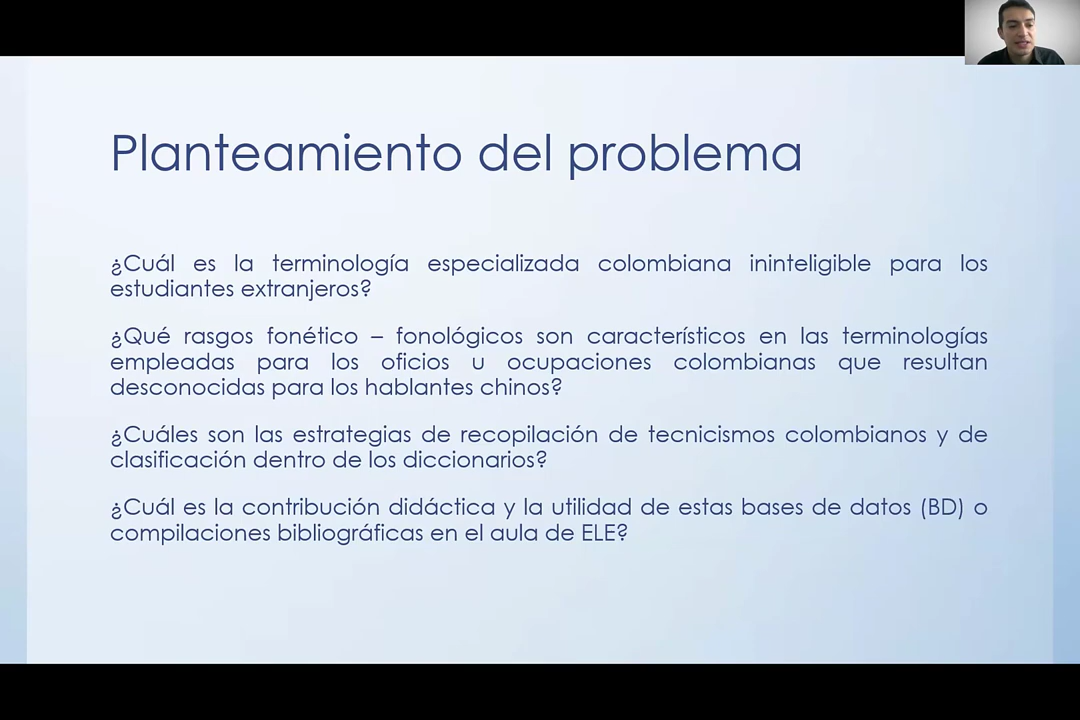 Planteamiento del problema
¿Cuál es la terminología especializada colombiana ininteligible para los
estudiantes extranjeros?
¿Qué rasgos fonético – fonológicos son característicos en las terminologías
empleadas para los oficios u ocupaciones colombianas que resultan
desconocidas para los hablantes chinos?
¿Cuáles son las estrategias de recopilación de tecnicismos colombianos y de
clasificación dentro de los diccionarios?
¿Cuál es la contribución didáctica y la utilidad de estas bases de datos (BD) o
compilaciones bibliográficas en el aula de ELE?